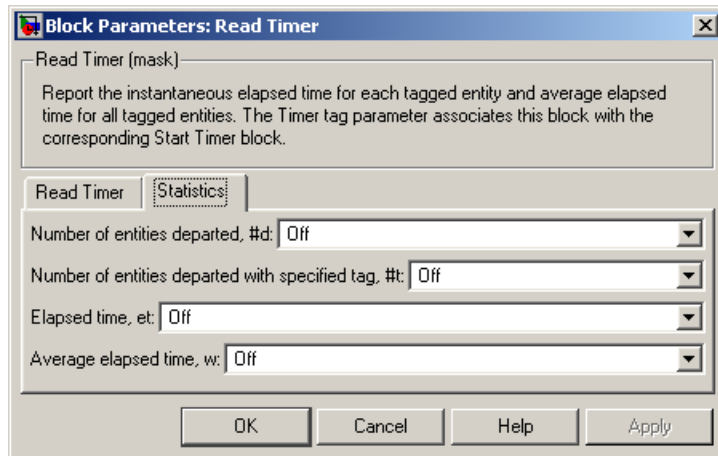 Block Parameters: Read Timer
Read Timer (mask)
Report the instantaneous elapsed time for each tagged entity and average elapsed
time for all tagged entities. The Timer tag parameter associates this block with the
corresponding Start Timer block.
Read Timer Statistics
Number of entities departed, #d: Off
Number of entities departed with specified tag, #t: Off
Elapsed time, et: Off
Average elapsed time, w: Off
OK Cancel Help Apply